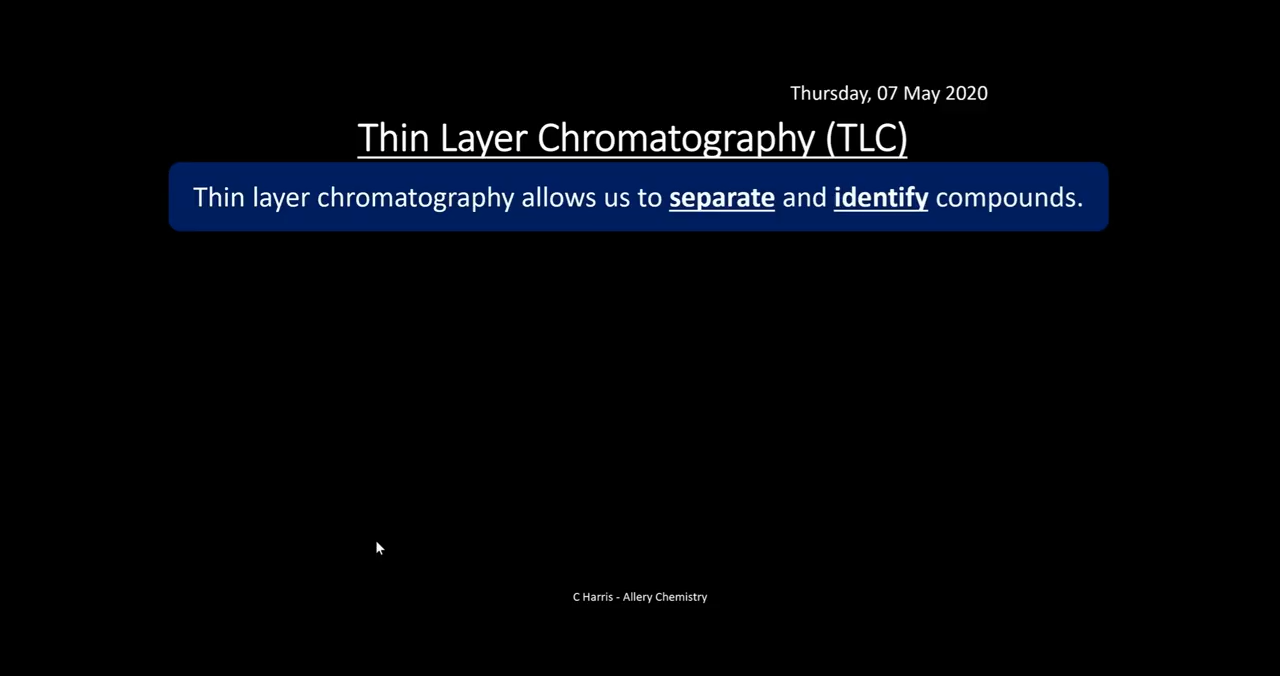 Thursday, 07 May 2020
Thin Layer Chromatography (TLC)
Thin layer chromatography allows us to separate and identify compounds.
C Harris - Allery Chemistry